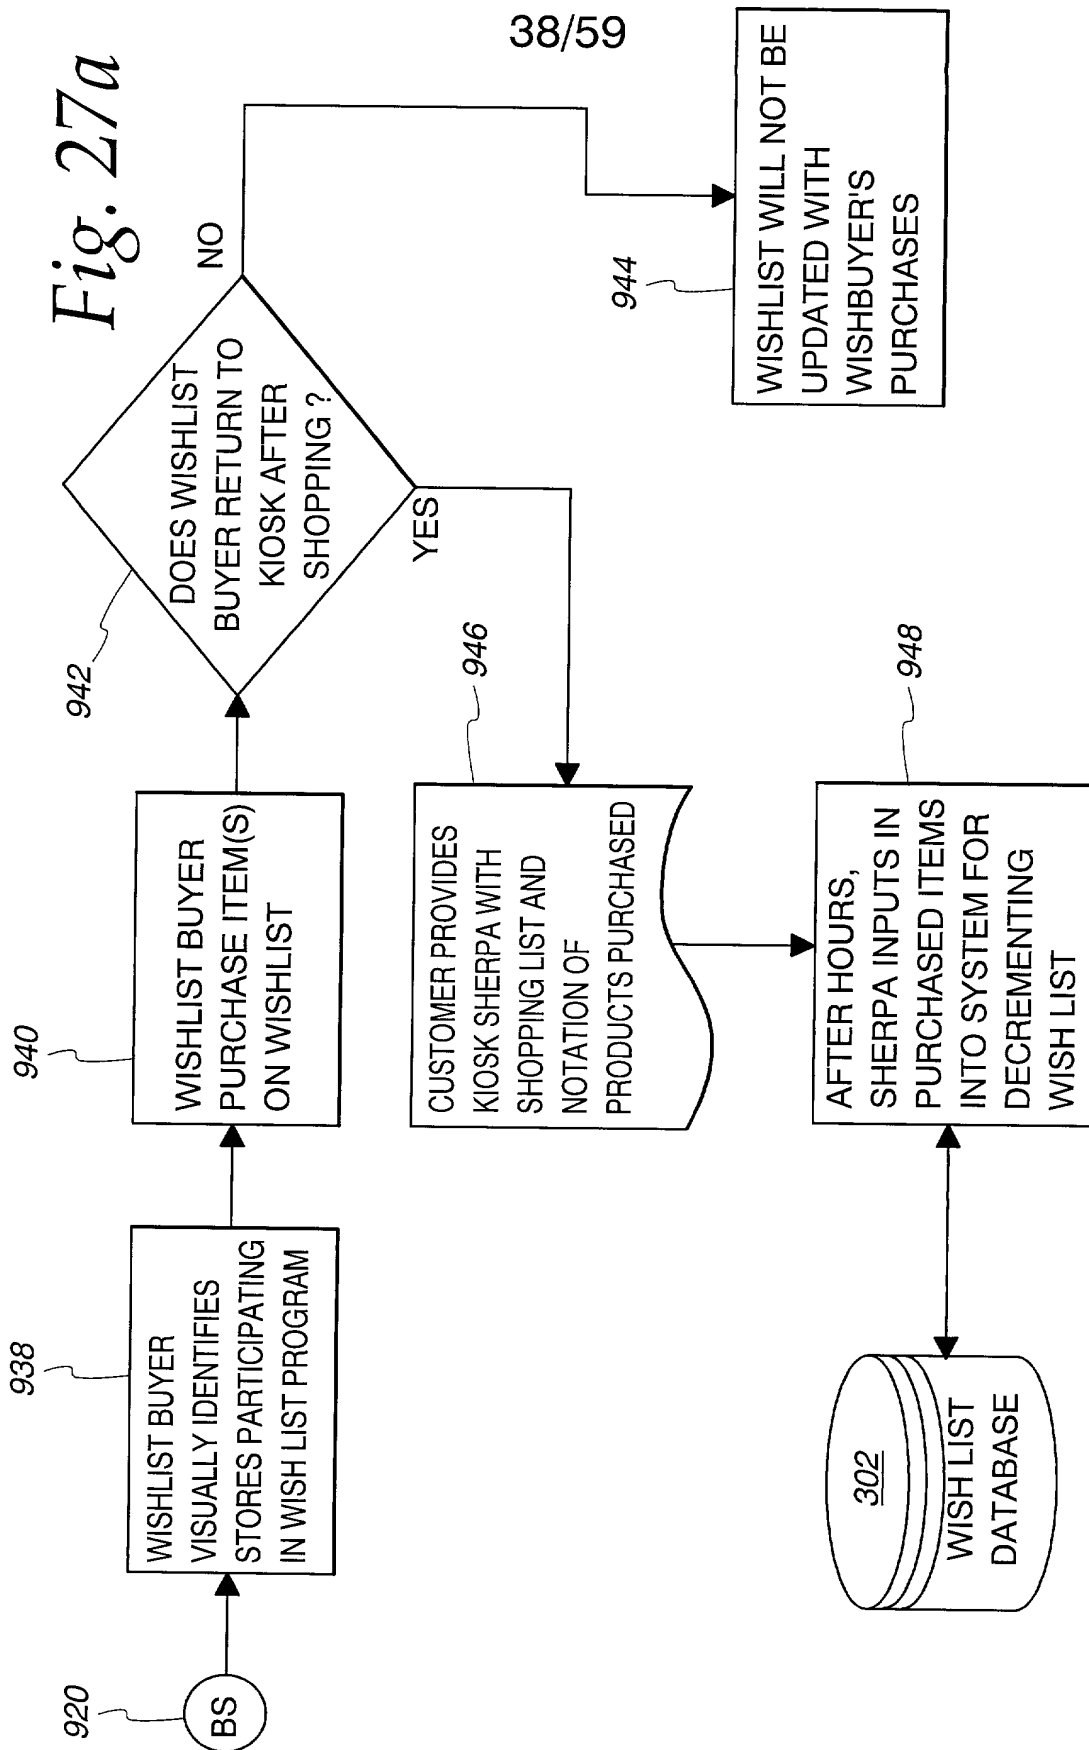 38/59
Fig. 27a
920
BS
938
WISHLIST BUYER
VISUALLY IDENTIFIES
STORES PARTICIPATING
IN WISH LIST PROGRAM
940
WISHLIST BUYER
PURCHASE ITEM(S)
ON WISHLIST
942
DOES WISHLIST
BUYER RETURN TO
KIOSK AFTER
SHOPPING ?
NO
YES
944
WISHLIST WILL NOT BE
UPDATED WITH
WISHBUYER'S
PURCHASES
946
CUSTOMER PROVIDES
KIOSK SHERPA WITH
SHOPPING LIST AND
NOTATION OF
PRODUCTS PURCHASED
948
AFTER HOURS,
SHERPA INPUTS IN
PURCHASED ITEMS
INTO SYSTEM FOR
DECREMENTING
WISH LIST
302
WISH LIST
DATABASE